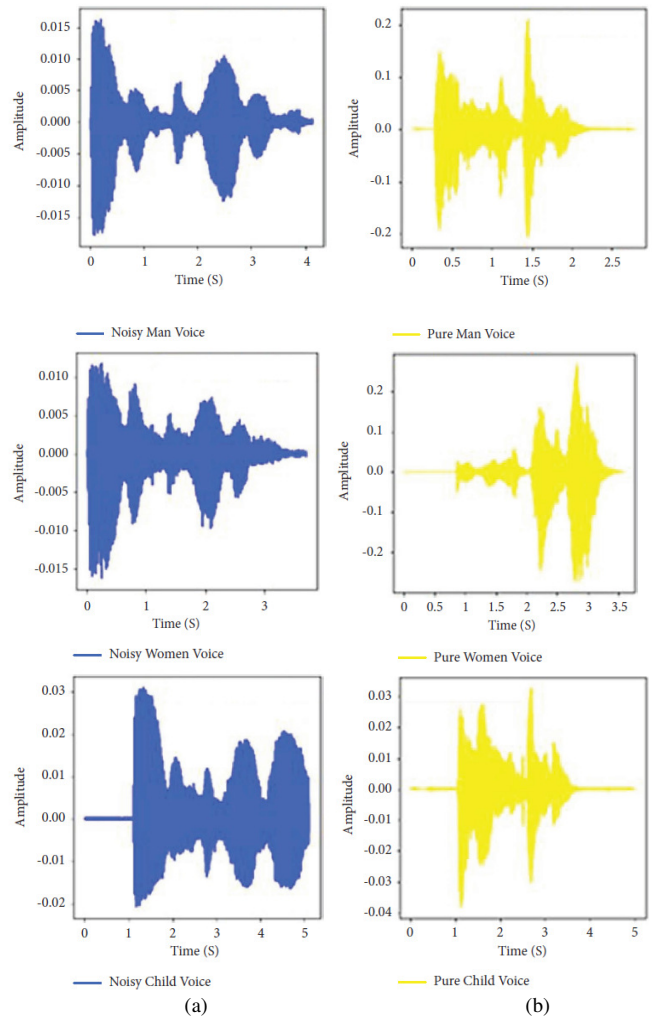 0.015
0.010
0.005
0.000
-0.005
-0.010
-0.015
Amplitude
0 1 2 3 4
Time (S)
Noisy Man Voice
0.2
0.1
0.0
-0.1
-0.2
Amplitude
0 0.5 1 1.5 2 2.5
Time (S)
Pure Man Voice
0.010
0.005
0.000
-0.005
-0.010
-0.015
Amplitude
0 1 2 3
Time (S)
Noisy Women Voice
0.2
0.1
0.0
-0.1
-0.2
Amplitude
0 0.5 1 1.5 2 2.5 3 3.5
Time (S)
Pure Women Voice
0.03
0.02
0.01
0.00
-0.01
-0.02
Amplitude
0 1 2 3 4 5
Time (S)
Noisy Child Voice
0.03
0.02
0.01
0.00
-0.01
-0.02
-0.03
-0.04
Amplitude
0 1 2 3 4 5
Time (S)
Pure Child Voice
(a) (b)